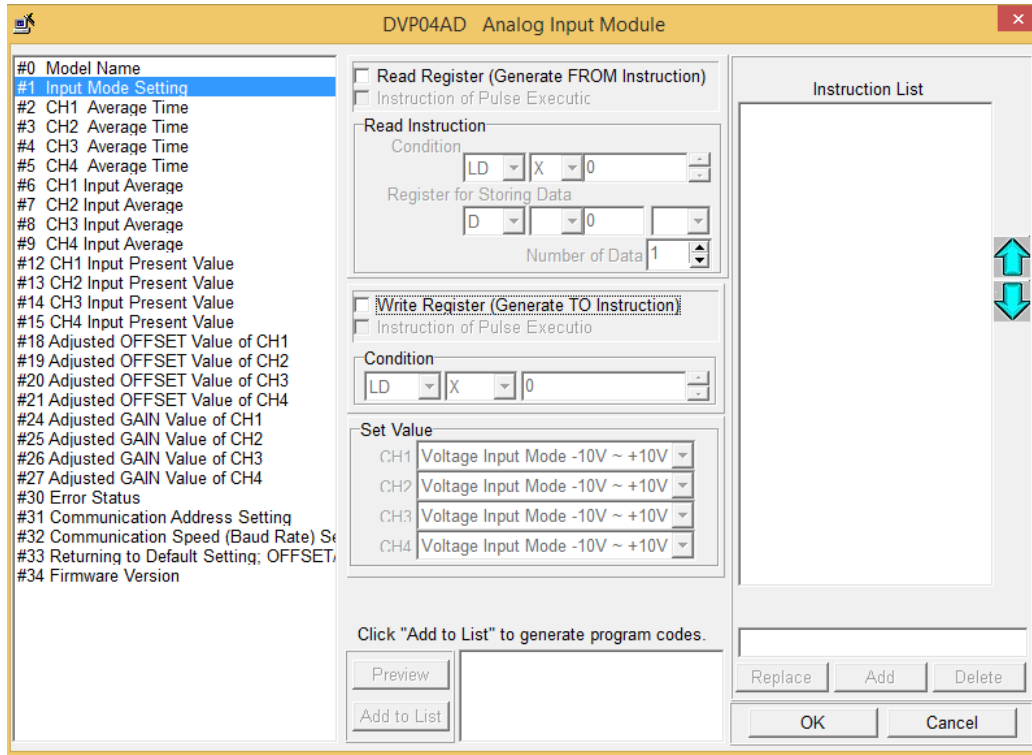 DVP04AD Analog Input Module
#0 Model Name
#1 Input Mode Setting
#2 CH1 Average Time
#3 CH2 Average Time
#4 CH3 Average Time
#5 CH4 Average Time
#6 CH1 Input Average
#7 CH2 Input Average
#8 CH3 Input Average
#9 CH4 Input Average
#12 CH1 Input Present Value
#13 CH2 Input Present Value
#14 CH3 Input Present Value
#15 CH4 Input Present Value
#18 Adjusted OFFSET Value of CH1
#19 Adjusted OFFSET Value of CH2
#20 Adjusted OFFSET Value of CH3
#21 Adjusted OFFSET Value of CH4
#24 Adjusted GAIN Value of CH1
#25 Adjusted GAIN Value of CH2
#26 Adjusted GAIN Value of CH3
#27 Adjusted GAIN Value of CH4
#30 Error Status
#31 Communication Address Setting
#32 Communication Speed (Baud Rate) Se
#33 Returning to Default Setting; OFFSET/
#34 Firmware Version
Read Register (Generate FROM Instruction)
Instruction of Pulse Executic
Read Instruction
Condition
LD X 0
Register for Storing Data
D 0
Number of Data 1
Write Register (Generate TO Instruction)
Instruction of Pulse Executio
Condition
LD X 0
Set Value
CH1 Voltage Input Mode -10V ~ +10V
CH2 Voltage Input Mode -10V ~ +10V
CH3 Voltage Input Mode -10V ~ +10V
CH4 Voltage Input Mode -10V ~ +10V
Click "Add to List" to generate program codes.
Preview
Add to List
Instruction List
Replace Add Delete
OK Cancel